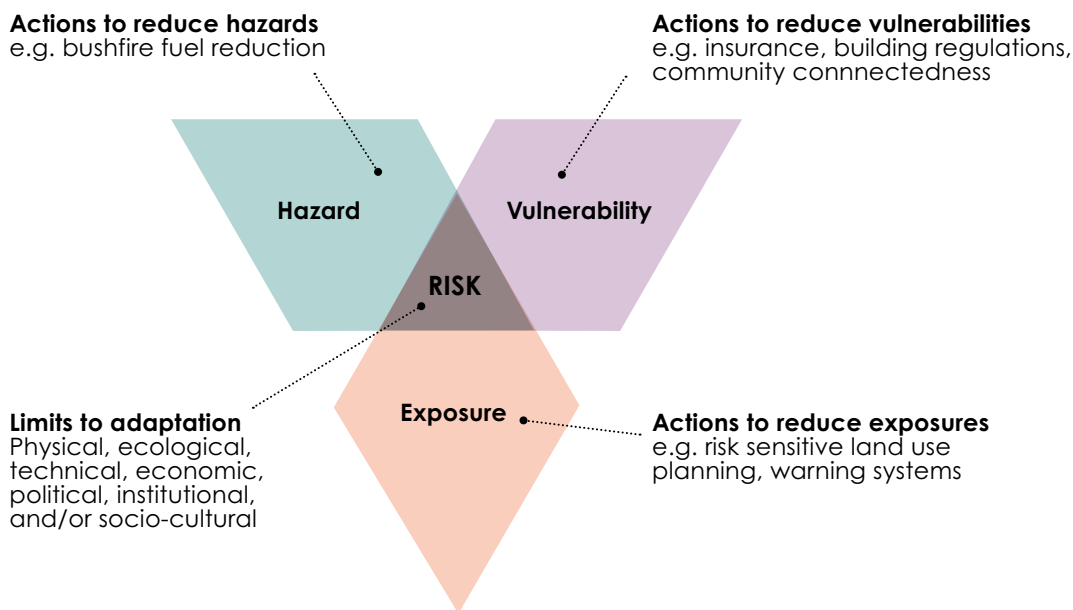 Actions to reduce hazards
e.g. bushfire fuel reduction
Actions to reduce vulnerabilities
e.g. insurance, building regulations,
community connnectedness
Hazard
Vulnerability
RISK
Exposure
Limits to adaptation
Physical, ecological,
technical, economic,
political, institutional,
and/or socio-cultural
Actions to reduce exposures
e.g. risk sensitive land use
planning, warning systems